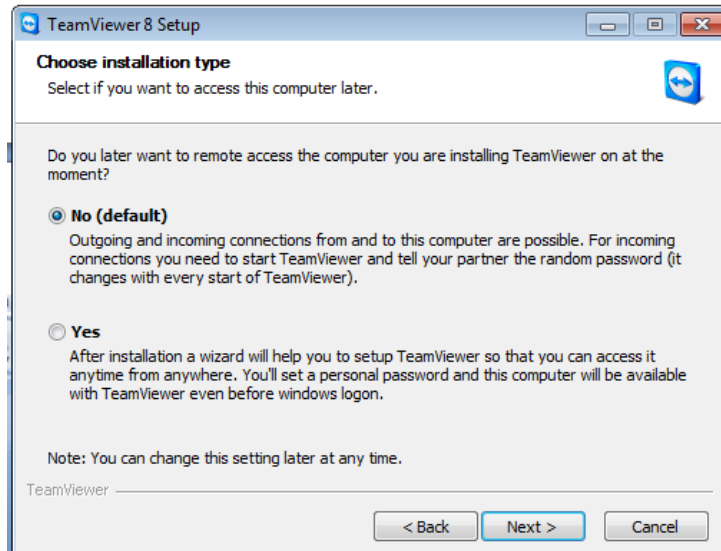 TeamViewer 8 Setup
Choose installation type
Select if you want to access this computer later.
Do you later want to remote access the computer you are installing TeamViewer on at the
moment?
No (default)
Outgoing and incoming connections from and to this computer are possible. For incoming
connections you need to start TeamViewer and tell your partner the random password (it
changes with every start of TeamViewer).
Yes
After installation a wizard will help you to setup TeamViewer so that you can access it
anytime from anywhere. You'll set a personal password and this computer will be available
with TeamViewer even before windows logon.
Note: You can change this setting later at any time.
TeamViewer
< Back Next > Cancel